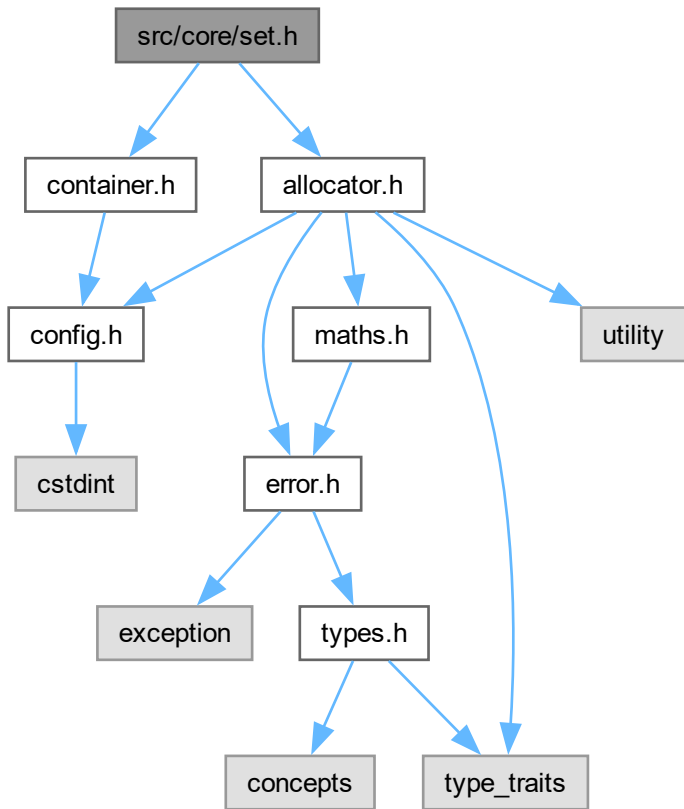 src/core/set.h
container.h
allocator.h
config.h
maths.h
utility
cstdint
error.h
exception
types.h
concepts
type_traits